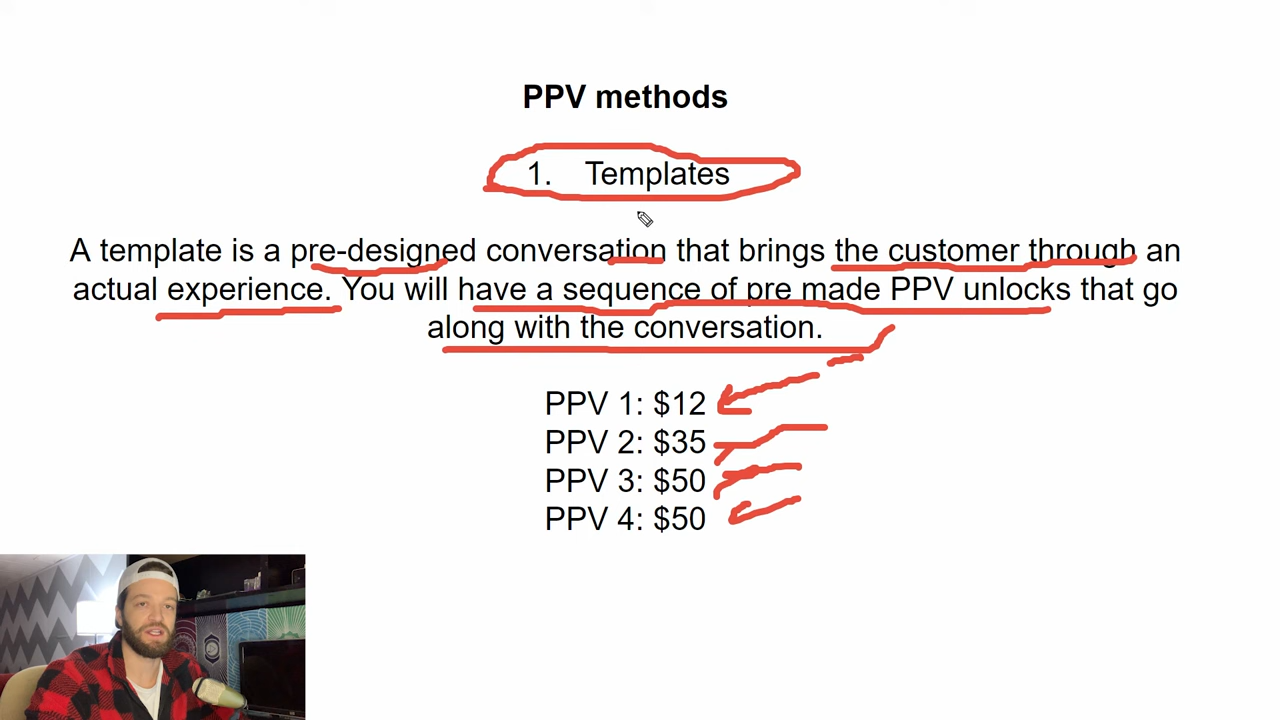 PPV methods
1. Templates
A template is a pre-designed conversation that brings the customer through an
actual experience. You will have a sequence of pre made PPV unlocks that go
along with the conversation.
PPV 1: $12
PPV 2: $35
PPV 3: $50
PPV 4: $50